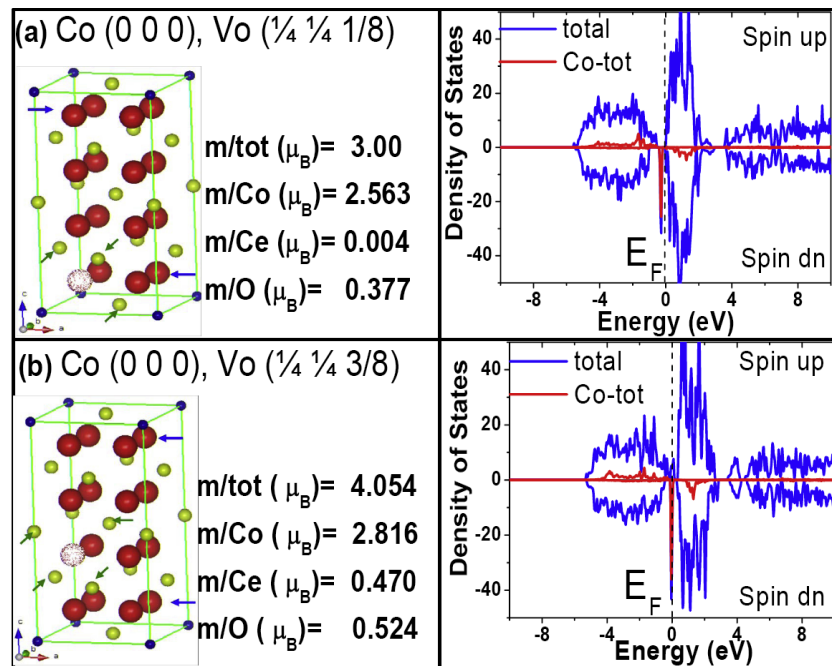 (a) Co (0 0 0), Vo (¼ ¼ 1/8)
m/tot (μB)= 3.00
m/Co (μB)= 2.563
m/Ce (μB)= 0.004
m/O (μB)= 0.377
c
b
a
total
Co-tot
Spin up
Spin dn
EF
Density of States
40
20
0
-20
-40
-8
-4
0
4
8
Energy (eV)
(b) Co (0 0 0), Vo (¼ ¼ 3/8)
m/tot ( μB)= 4.054
m/Co ( μB)= 2.816
m/Ce ( μB)= 0.470
m/O ( μB)= 0.524
c
b
a
total
Co-tot
Spin up
Spin dn
EF
Density of States
40
20
0
-20
-40
-8
-4
0
4
8
Energy (eV)